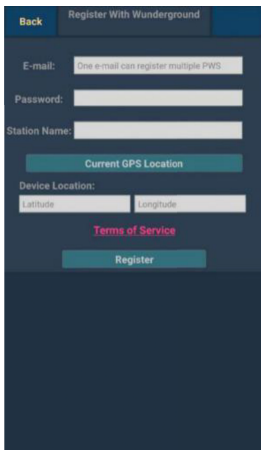 Back
Register With Wunderground
E-mail:
One e-mail can register multiple PWS
Password:
Station Name:
Current GPS Location
Device Location:
Latitude
Longitude
Terms of Service
Register